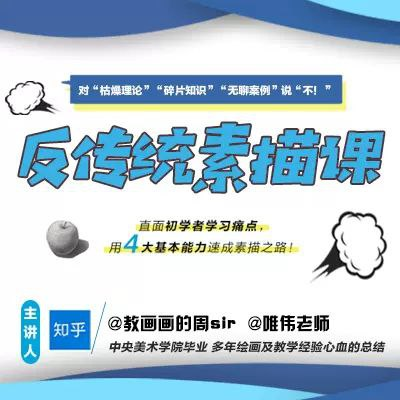 对“枯燥理论”“碎片知识”“无聊案例”说“不！”
反传统素描课
直面初学者学习痛点，
用4大基本能力速成素描之路！
主讲人
知乎
@教画画的周sir @唯伟老师
中央美术学院毕业 多年绘画及教学经验心血的总结